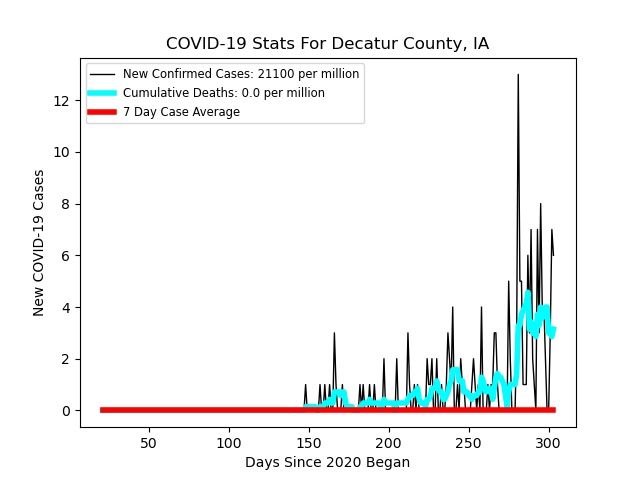 COVID-19 Stats For Decatur County, IA
New Confirmed Cases: 21100 per million
Cumulative Deaths: 0.0 per million
7 Day Case Average
New COVID-19 Cases
12
10
8
6
4
2
0
50 100 150 200 250 300
Days Since 2020 Began